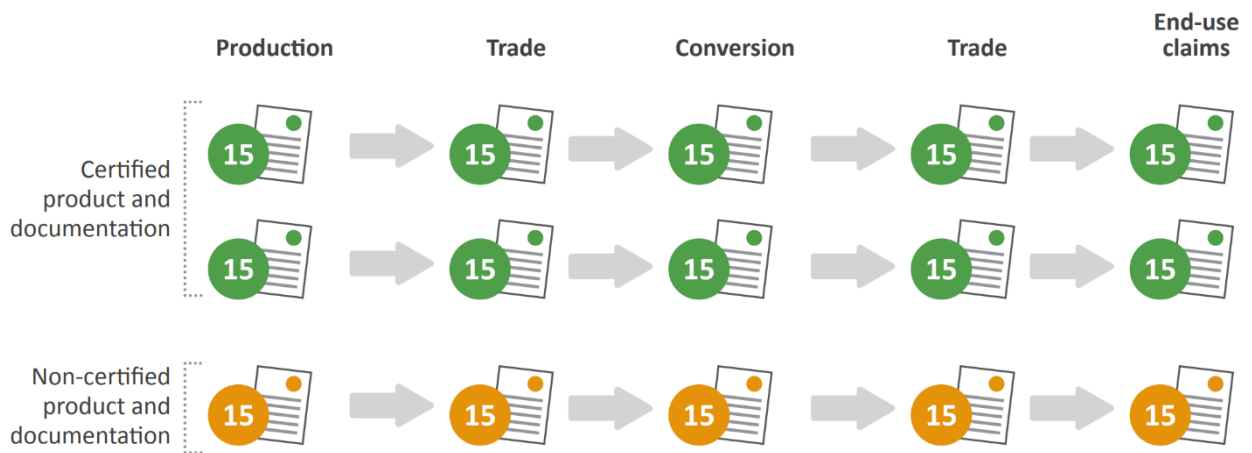 Production Trade Conversion Trade End-use
claims
15 15 15 15 15
Certified
product and
documentation
15 15 15 15 15
Non-certified
product and
documentation
15 15 15 15 15